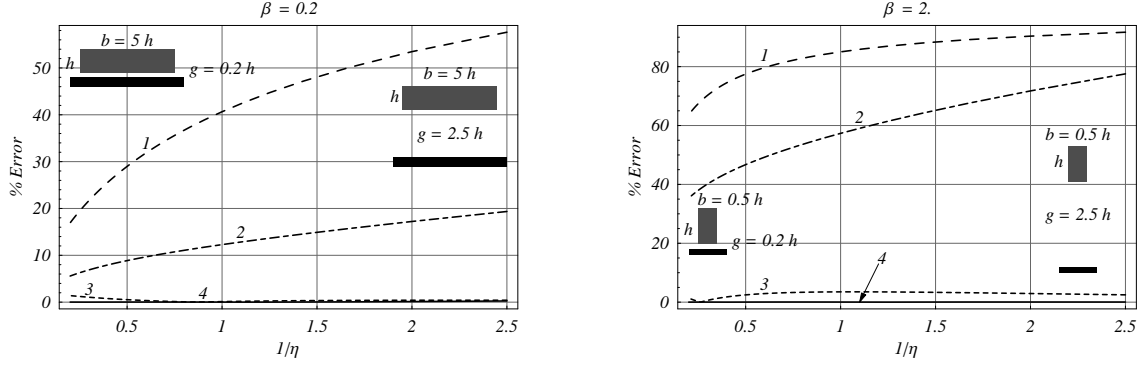 β = 0.2
% Error
50
40
30
20
10
0
b = 5 h
h
g = 0.2 h
b = 5 h
h
g = 2.5 h
1
2
3
4
0.5
1
1.5
2
2.5
1/η
β = 2.
% Error
80
60
40
20
0
1
2
b = 0.5 h
h
g = 2.5 h
b = 0.5 h
h
g = 0.2 h
4
3
0.5
1
1.5
2
2.5
1/η